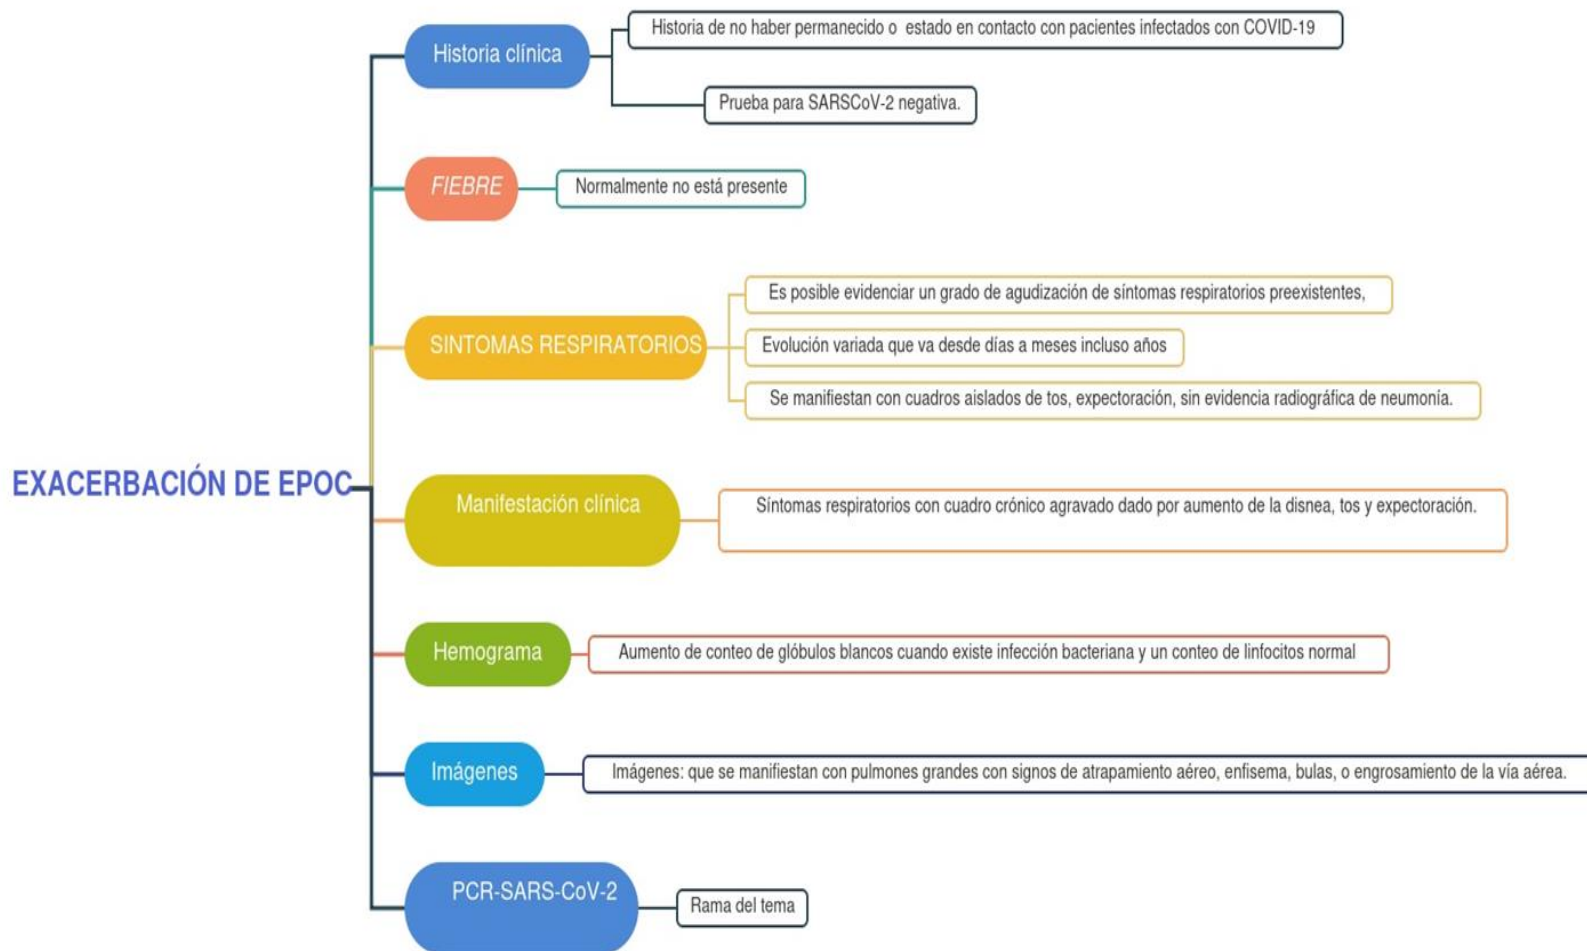 Historia clínica
Historia de no haber permanecido o estado en contacto con pacientes infectados con COVID-19
Prueba para SARSCoV-2 negativa.
FIEBRE
Normalmente no está presente
SINTOMAS RESPIRATORIOS
Es posible evidenciar un grado de agudización de síntomas respiratorios preexistentes,
Evolución variada que va desde días a meses incluso años
Se manifiestan con cuadros aislados de tos, expectoración, sin evidencia radiográfica de neumonía.
EXACERBACIÓN DE EPOC
Manifestación clínica
Síntomas respiratorios con cuadro crónico agravado dado por aumento de la disnea, tos y expectoración.
Hemograma
Aumento de conteo de glóbulos blancos cuando existe infección bacteriana y un conteo de linfocitos normal
Imágenes
Imágenes: que se manifiestan con pulmones grandes con signos de atrapamiento aéreo, enfisema, bulas, o engrosamiento de la vía aérea.
PCR-SARS-CoV-2
Rama del tema